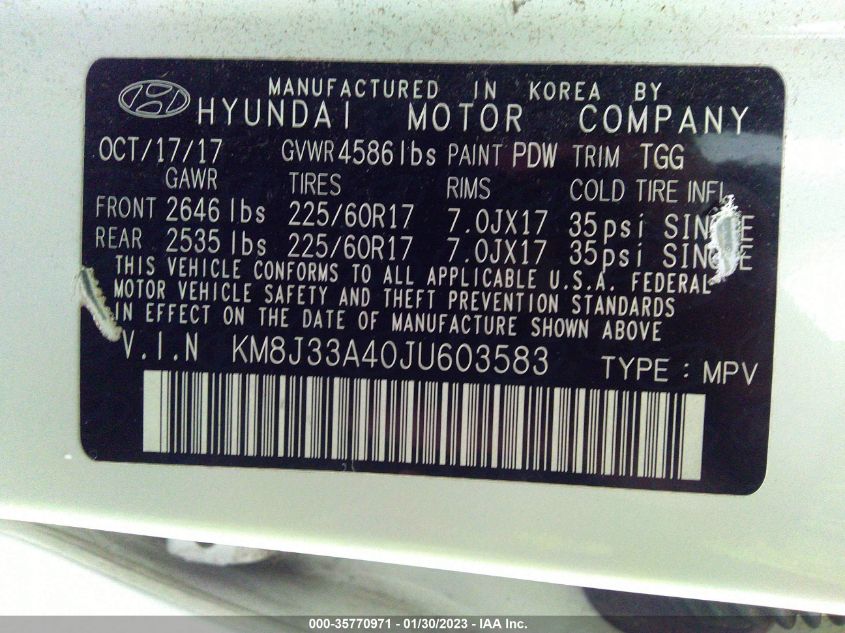 MANUFACTURED IN KOREA BY
HYUNDAI MOTOR COMPANY
OCT/17/17 GVWR 4586 lbs PAINT PDW TRIM TGG
GAWR TIRES RIMS COLD TIRE INFL
FRONT 2646 lbs 225/60R17 7.0JX17 35psi SINGLE
REAR 2535 lbs 225/60R17 7.0JX17 35psi SINGLE
THIS VEHICLE CONFORMS TO ALL APPLICABLE U.S.A. FEDERAL
MOTOR VEHICLE SAFETY AND THEFT PREVENTION STANDARDS
IN EFFECT ON THE DATE OF MANUFACTURE SHOWN ABOVE
V.I.N KM8J33A40JU603583 TYPE : MPV
000-35770971 - 01/30/2023 - IAA Inc.